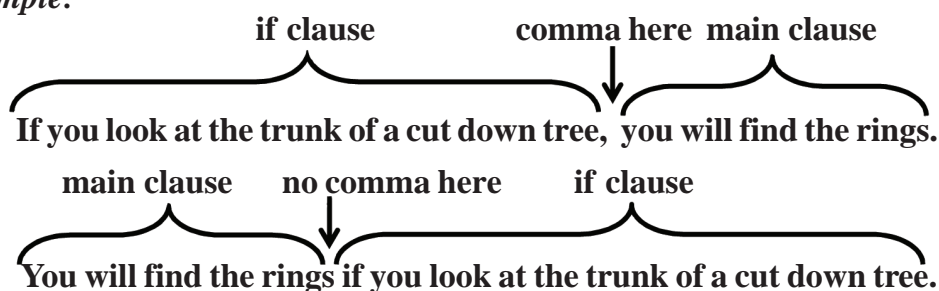 if clause comma here main clause
If you look at the trunk of a cut down tree, you will find the rings.
main clause no comma here if clause
You will find the rings if you look at the trunk of a cut down tree.